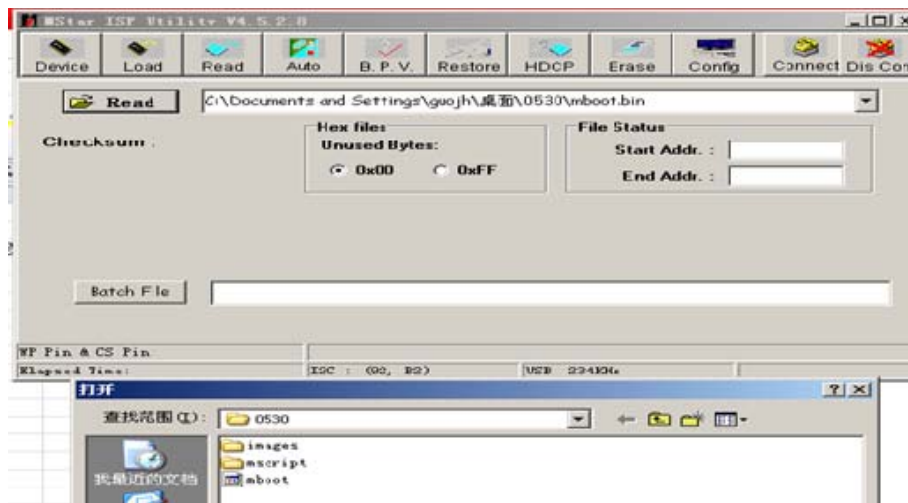 MStar ISP Utility V4.5.2.0
Device Load Read Auto B. P. V. Restore HDCP Erase Config Connect Dis Con
Read C:\Documents and Settings\guojh\桌面\0530\mboot.bin
Checksum :
Hex files
Unused Bytes:
0x00 0xFF
File Status
Start Addr. :
End Addr. :
Batch File
WP Pin & CS Pin
Elapsed Time: ISC : (92, B2) USB 234KHz
打开
查找范围(I): 0530
images
mscript
mboot
我最近的文档